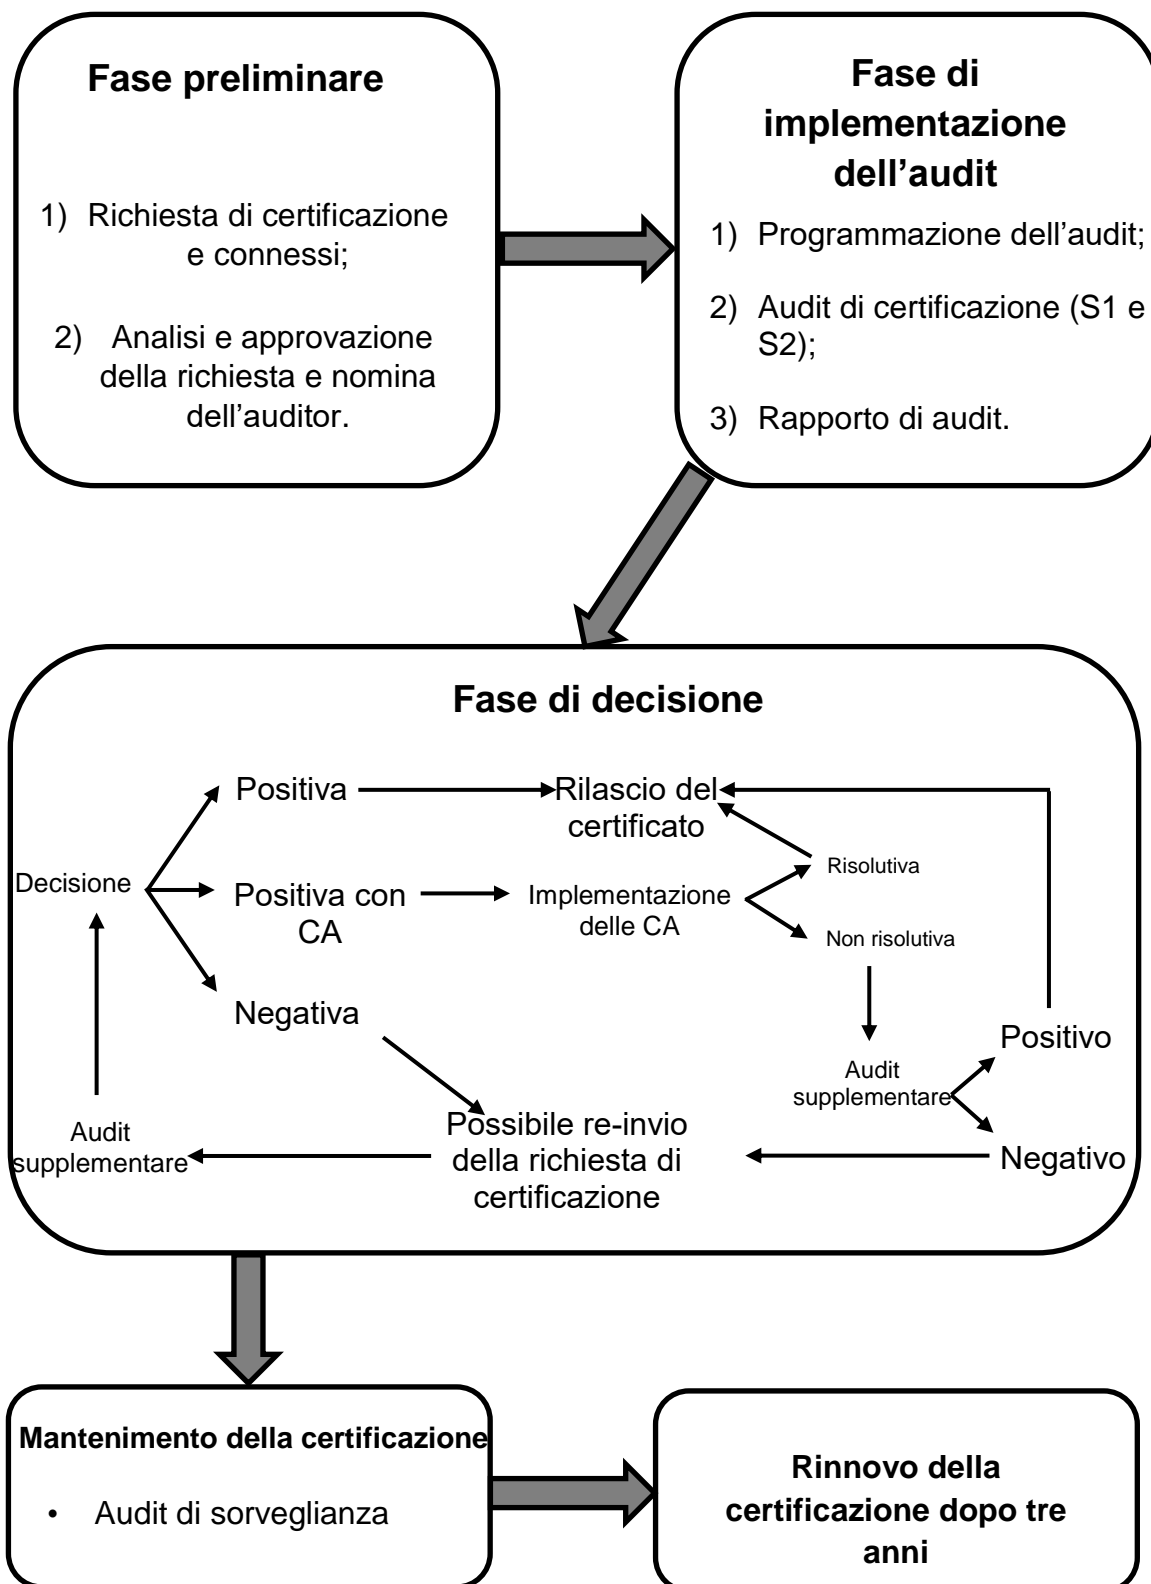 Fase preliminare
1) Richiesta di certificazione
e connessi;
2) Analisi e approvazione
della richiesta e nomina
dell’auditor.
Fase di
implementazione
dell’audit
1) Programmazione dell’audit;
2) Audit di certificazione (S1 e
S2);
3) Rapporto di audit.
Fase di decisione
Decisione
Positiva
Rilascio del
certificato
Positiva con
CA
Implementazione
delle CA
Risolutiva
Non risolutiva
Negativa
Audit
supplementare
Positivo
Negativo
Possibile re-invio
della richiesta di
certificazione
Audit
supplementare
Mantenimento della certificazione
• Audit di sorveglianza
Rinnovo della
certificazione dopo tre
anni